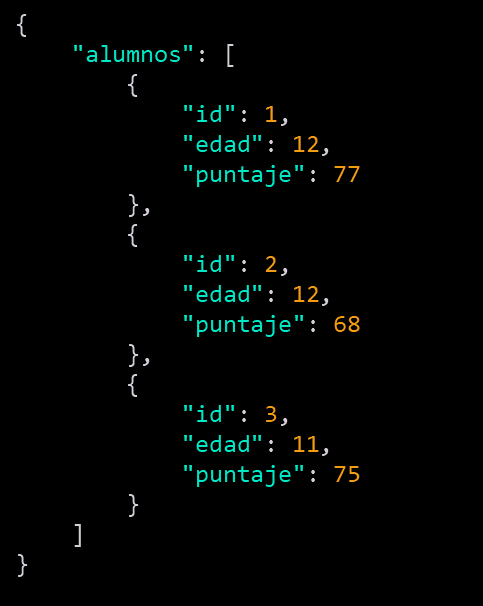 {
    "alumnos": [
        {
            "id": 1,
            "edad": 12,
            "puntaje": 77
        },
        {
            "id": 2,
            "edad": 12,
            "puntaje": 68
        },
        {
            "id": 3,
            "edad": 11,
            "puntaje": 75
        }
    ]
}